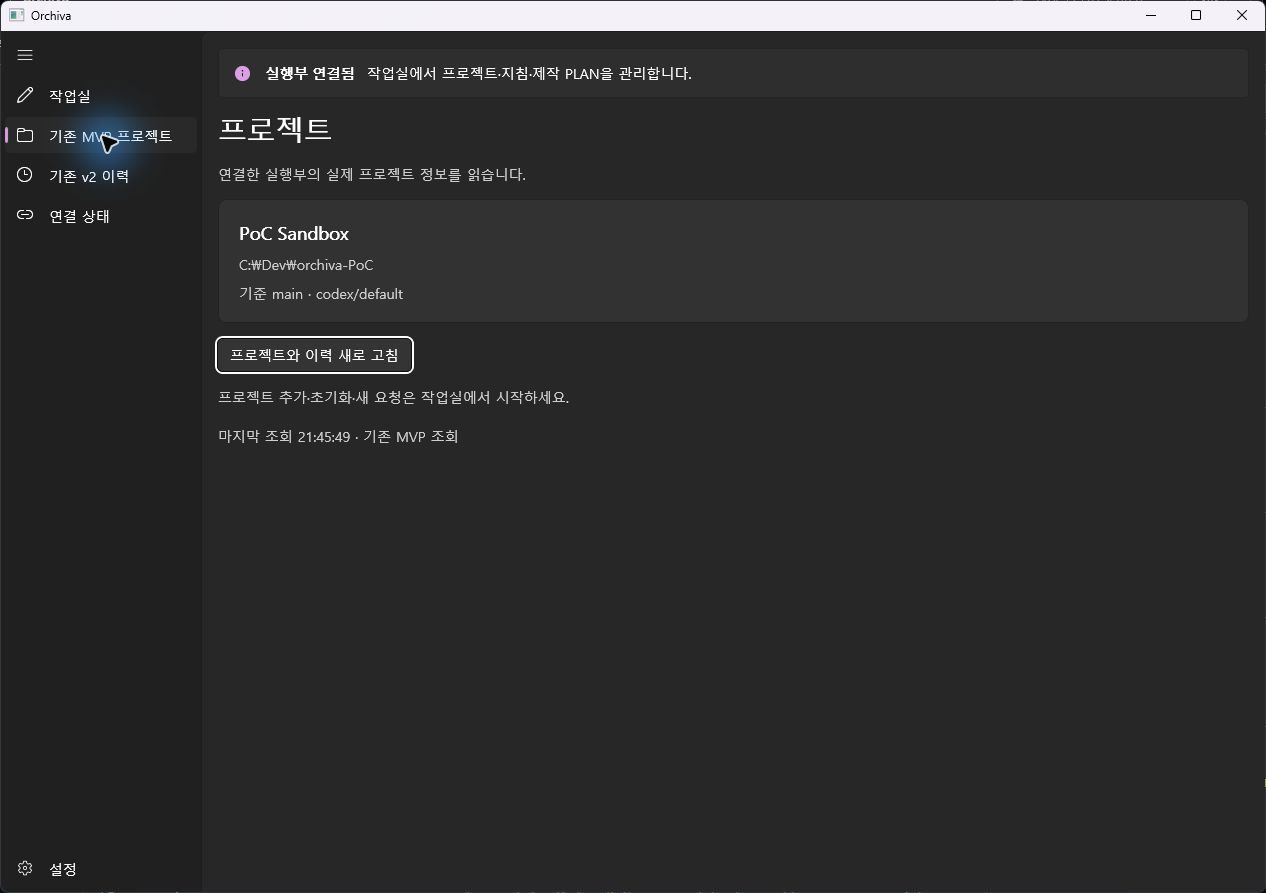 Orchiva
작업실
기존 MVP 프로젝트
기존 v2 이력
연결 상태
설정
실행부 연결됨 작업실에서 프로젝트·지침·제작 PLAN을 관리합니다.
프로젝트
연결한 실행부의 실제 프로젝트 정보를 읽습니다.
PoC Sandbox
C:₩Dev₩orchiva-PoC
기준 main · codex/default
프로젝트와 이력 새로 고침
프로젝트 추가·초기화·새 요청은 작업실에서 시작하세요.
마지막 조회 21:45:49 · 기존 MVP 조회